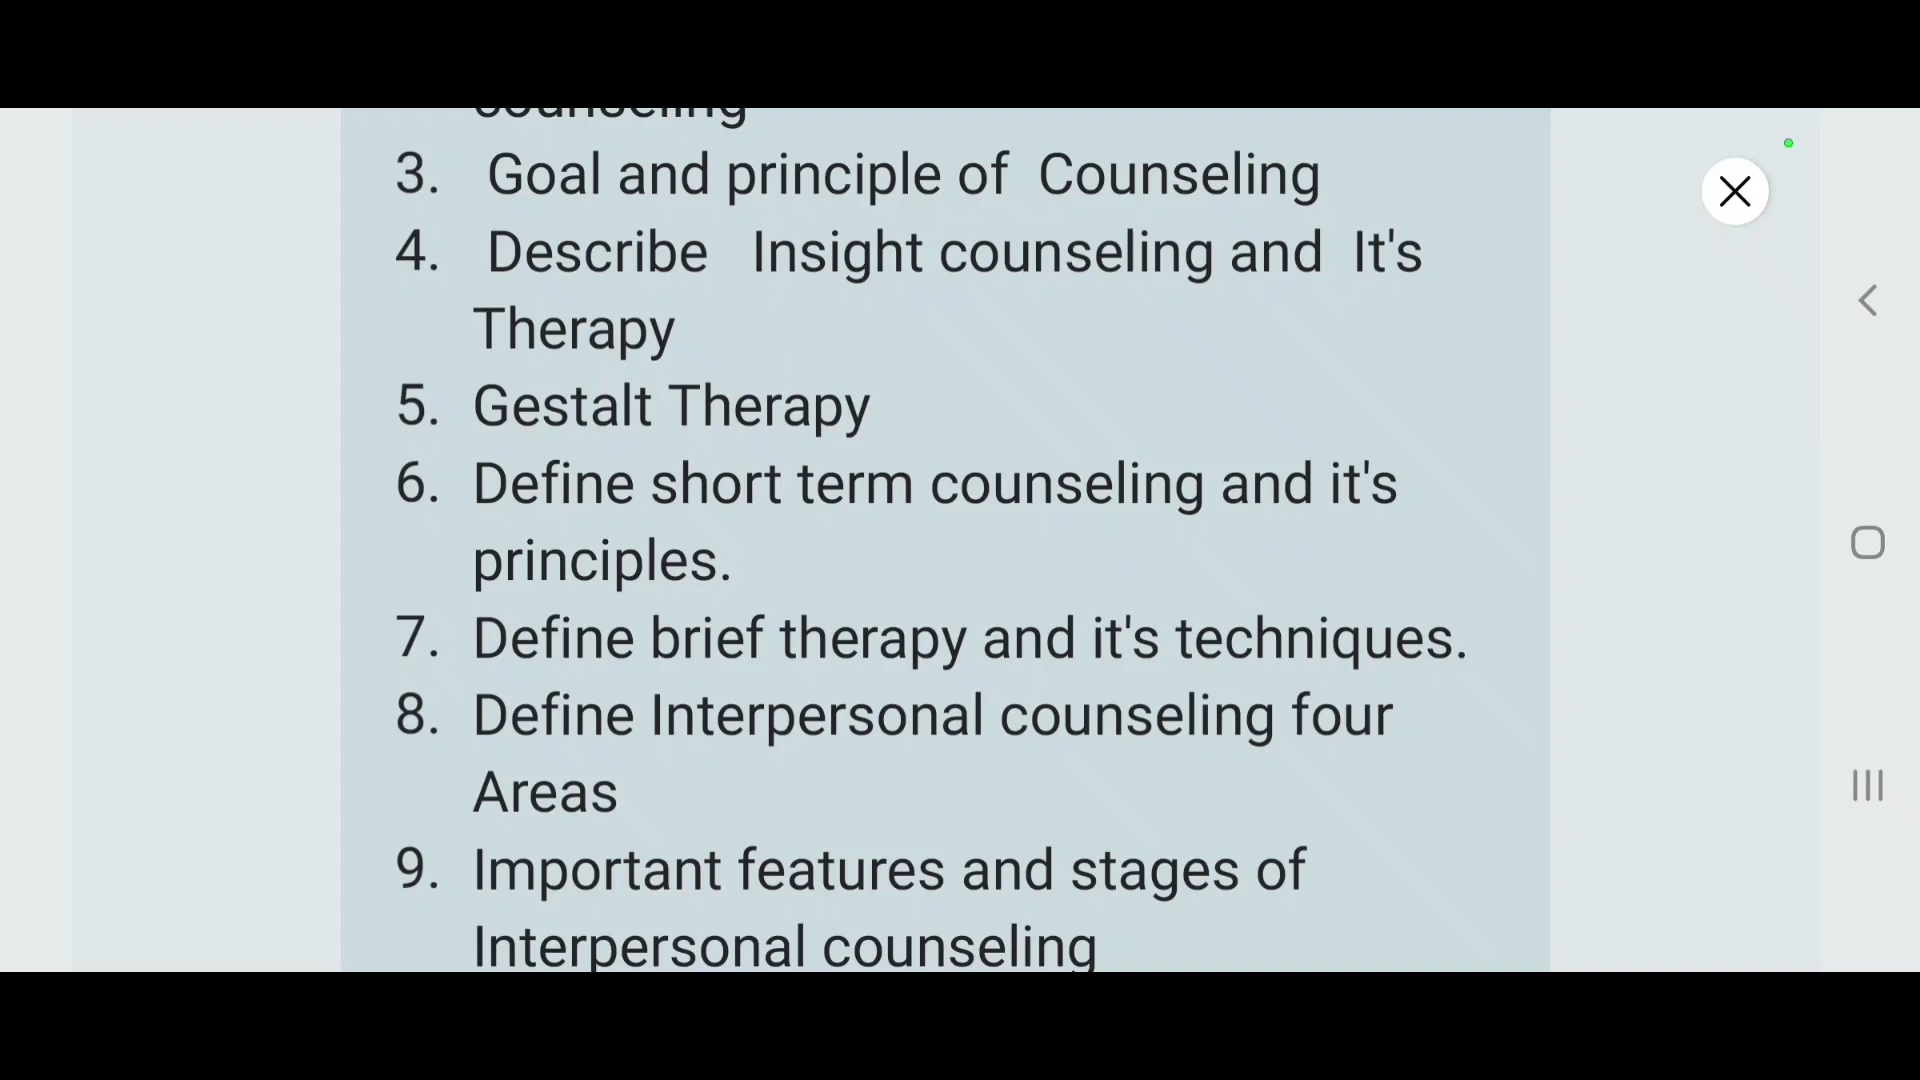 counseling
3. Goal and principle of Counseling
4. Describe Insight counseling and It's
Therapy
5. Gestalt Therapy
6. Define short term counseling and it's
principles.
7. Define brief therapy and it's techniques.
8. Define Interpersonal counseling four
Areas
9. Important features and stages of
Interpersonal counseling